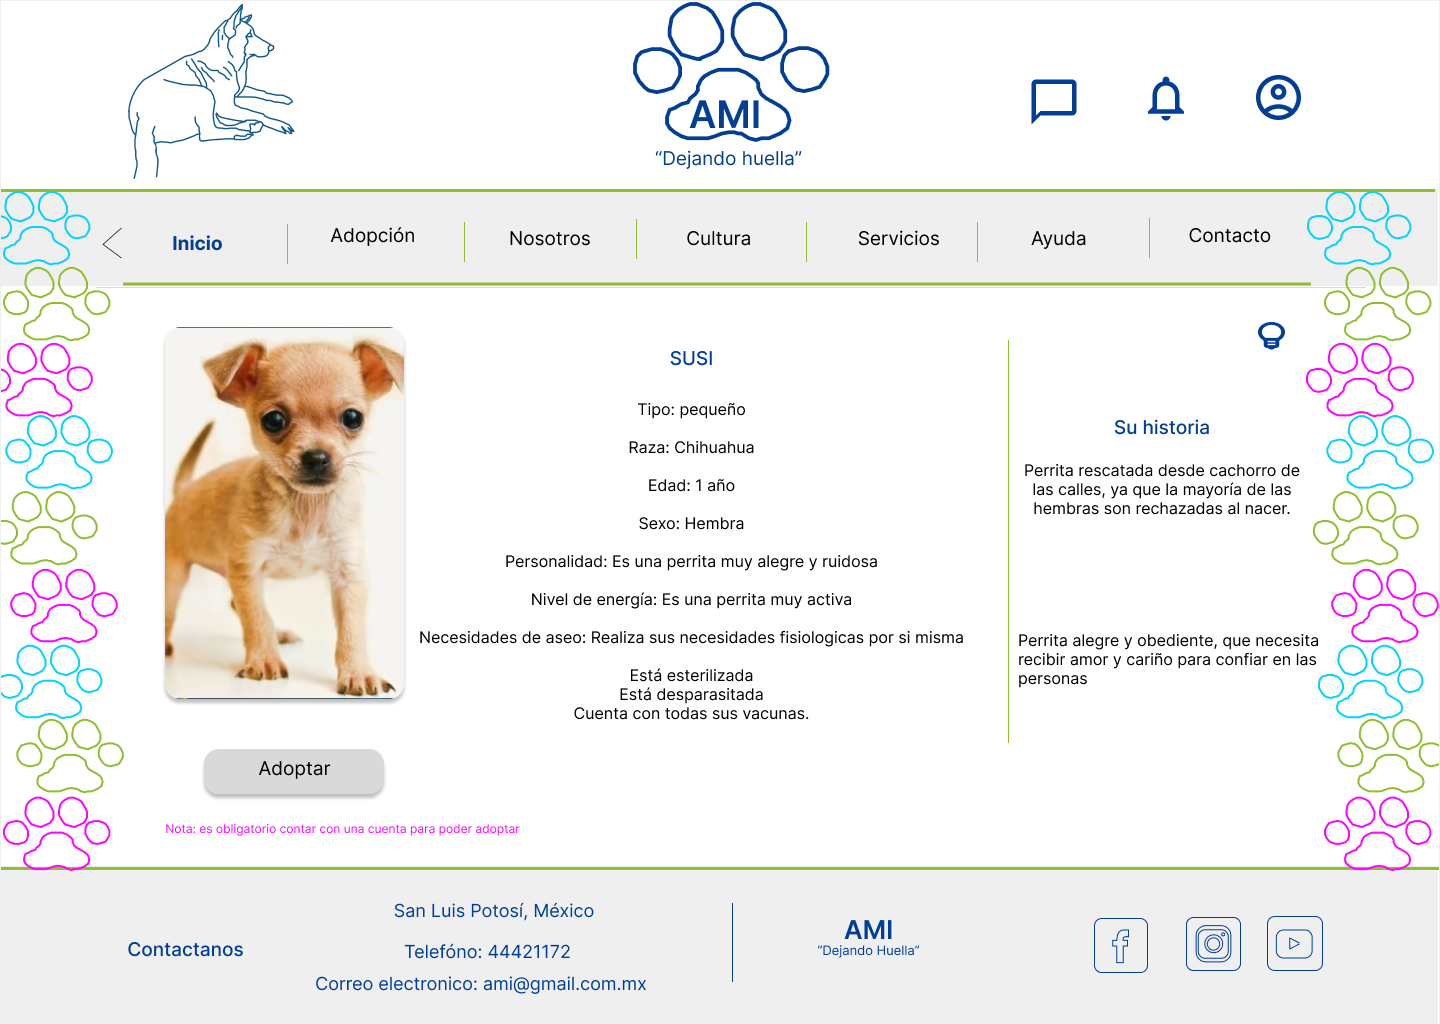 AMI
“Dejando huella”
Inicio
Adopción
Nosotros
Cultura
Servicios
Ayuda
Contacto
SUSI
Tipo: pequeño
Raza: Chihuahua
Edad: 1 año
Sexo: Hembra
Personalidad: Es una perrita muy alegre y ruidosa
Nivel de energía: Es una perrita muy activa
Necesidades de aseo: Realiza sus necesidades fisiologicas por si misma
Está esterilizada
Está desparasitada
Cuenta con todas sus vacunas.
Su historia
Perrita rescatada desde cachorro de
las calles, ya que la mayoría de las
hembras son rechazadas al nacer.
Perrita alegre y obediente, que necesita
recibir amor y cariño para confiar en las
personas
Adoptar
Nota: es obligatorio contar con una cuenta para poder adoptar
Contactanos
San Luis Potosí, México
Telefóno: 44421172
Correo electronico: ami@gmail.com.mx
AMI
“Dejando Huella”